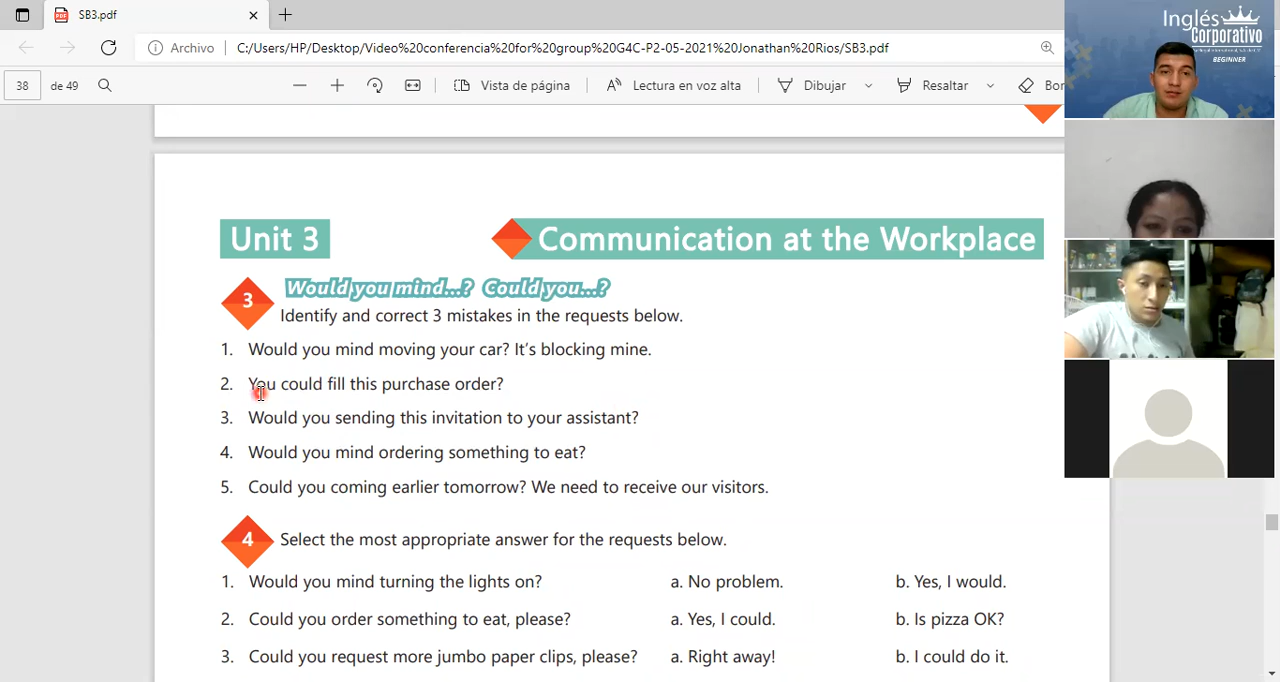 SB3.pdf
Archivo C:/Users/HP/Desktop/Video%20conferencia%20for%20group%20G4C-P2-05-2021%20Jonathan%20Rios/SB3.pdf
38 de 49 Vista de página Lectura en voz alta Dibujar Resaltar Bor
Inglés
Corporativo
BEGINNER
Unit 3 Communication at the Workplace
3 Would you mind...? Could you...?
Identify and correct 3 mistakes in the requests below.
1. Would you mind moving your car? It's blocking mine.
2. You could fill this purchase order?
3. Would you sending this invitation to your assistant?
4. Would you mind ordering something to eat?
5. Could you coming earlier tomorrow? We need to receive our visitors.
4 Select the most appropriate answer for the requests below.
1. Would you mind turning the lights on? a. No problem. b. Yes, I would.
2. Could you order something to eat, please? a. Yes, I could. b. Is pizza OK?
3. Could you request more jumbo paper clips, please? a. Right away! b. I could do it.